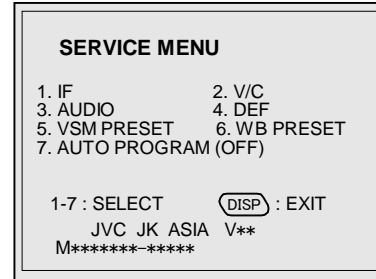 SERVICE MENU
1. IF 2. V/C
3. AUDIO 4. DEF
5. VSM PRESET 6. WB PRESET
7. AUTO PROGRAM (OFF)
1-7 : SELECT DISP : EXIT
JVC JK ASIA V**
M*******-*****